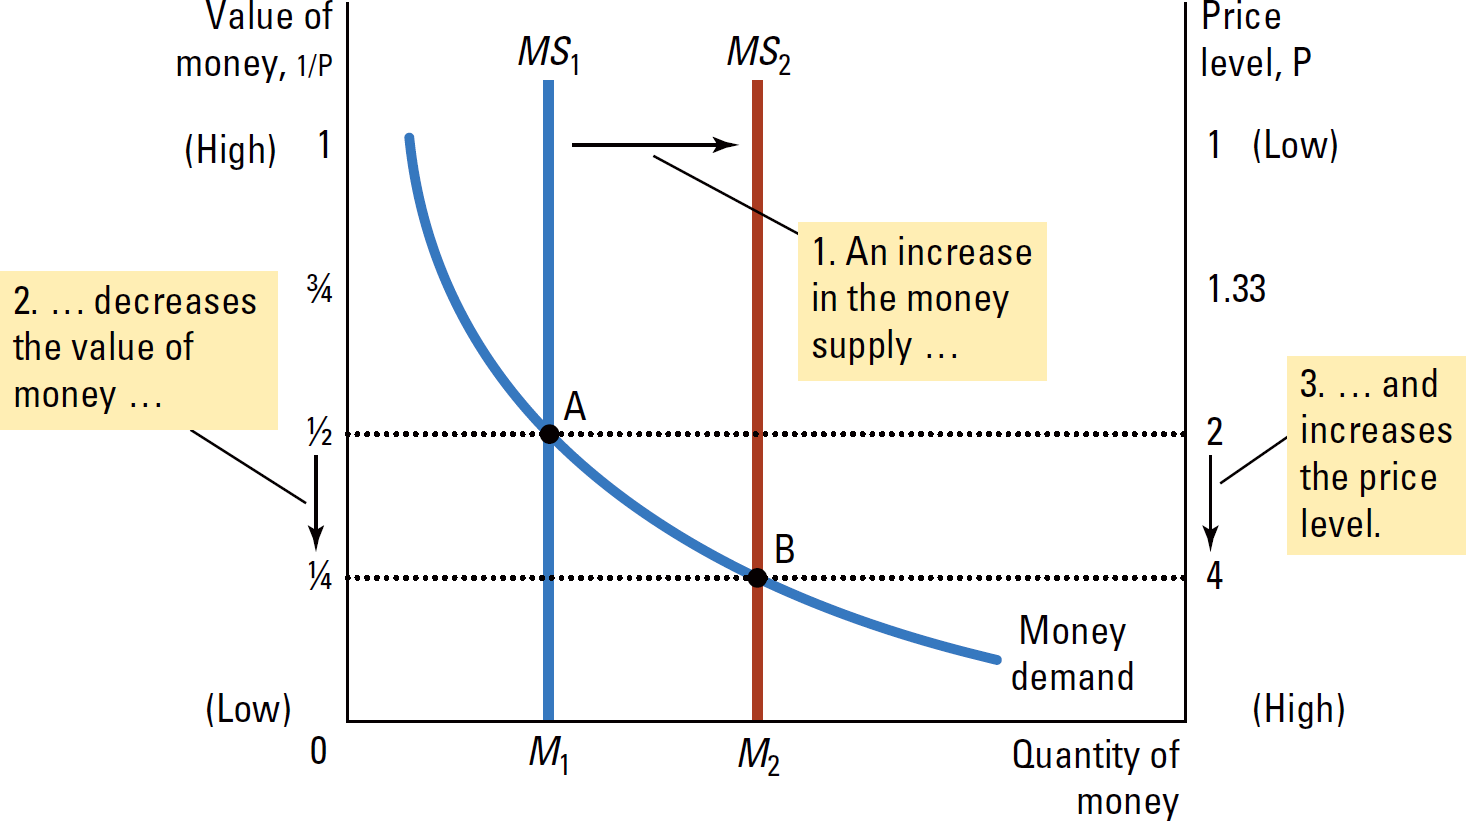 Value of
money, 1/P
Price
level, P
MS₁
MS₂
(High) 1
1 (Low)
1. An increase
in the money
supply …
¾
1.33
2. … decreases
the value of
money …
3. … and
increases
the price
level.
A
½
2
B
¼
4
Money
demand
(Low)
(High)
0
M₁
M₂
Quantity of
money